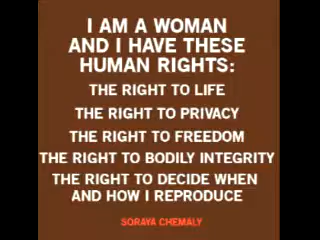 I AM A WOMAN
AND I HAVE THESE
HUMAN RIGHTS:
THE RIGHT TO LIFE
THE RIGHT TO PRIVACY
THE RIGHT TO FREEDOM
THE RIGHT TO BODILY INTEGRITY
THE RIGHT TO DECIDE WHEN
AND HOW I REPRODUCE
SORAYA CHEMALY